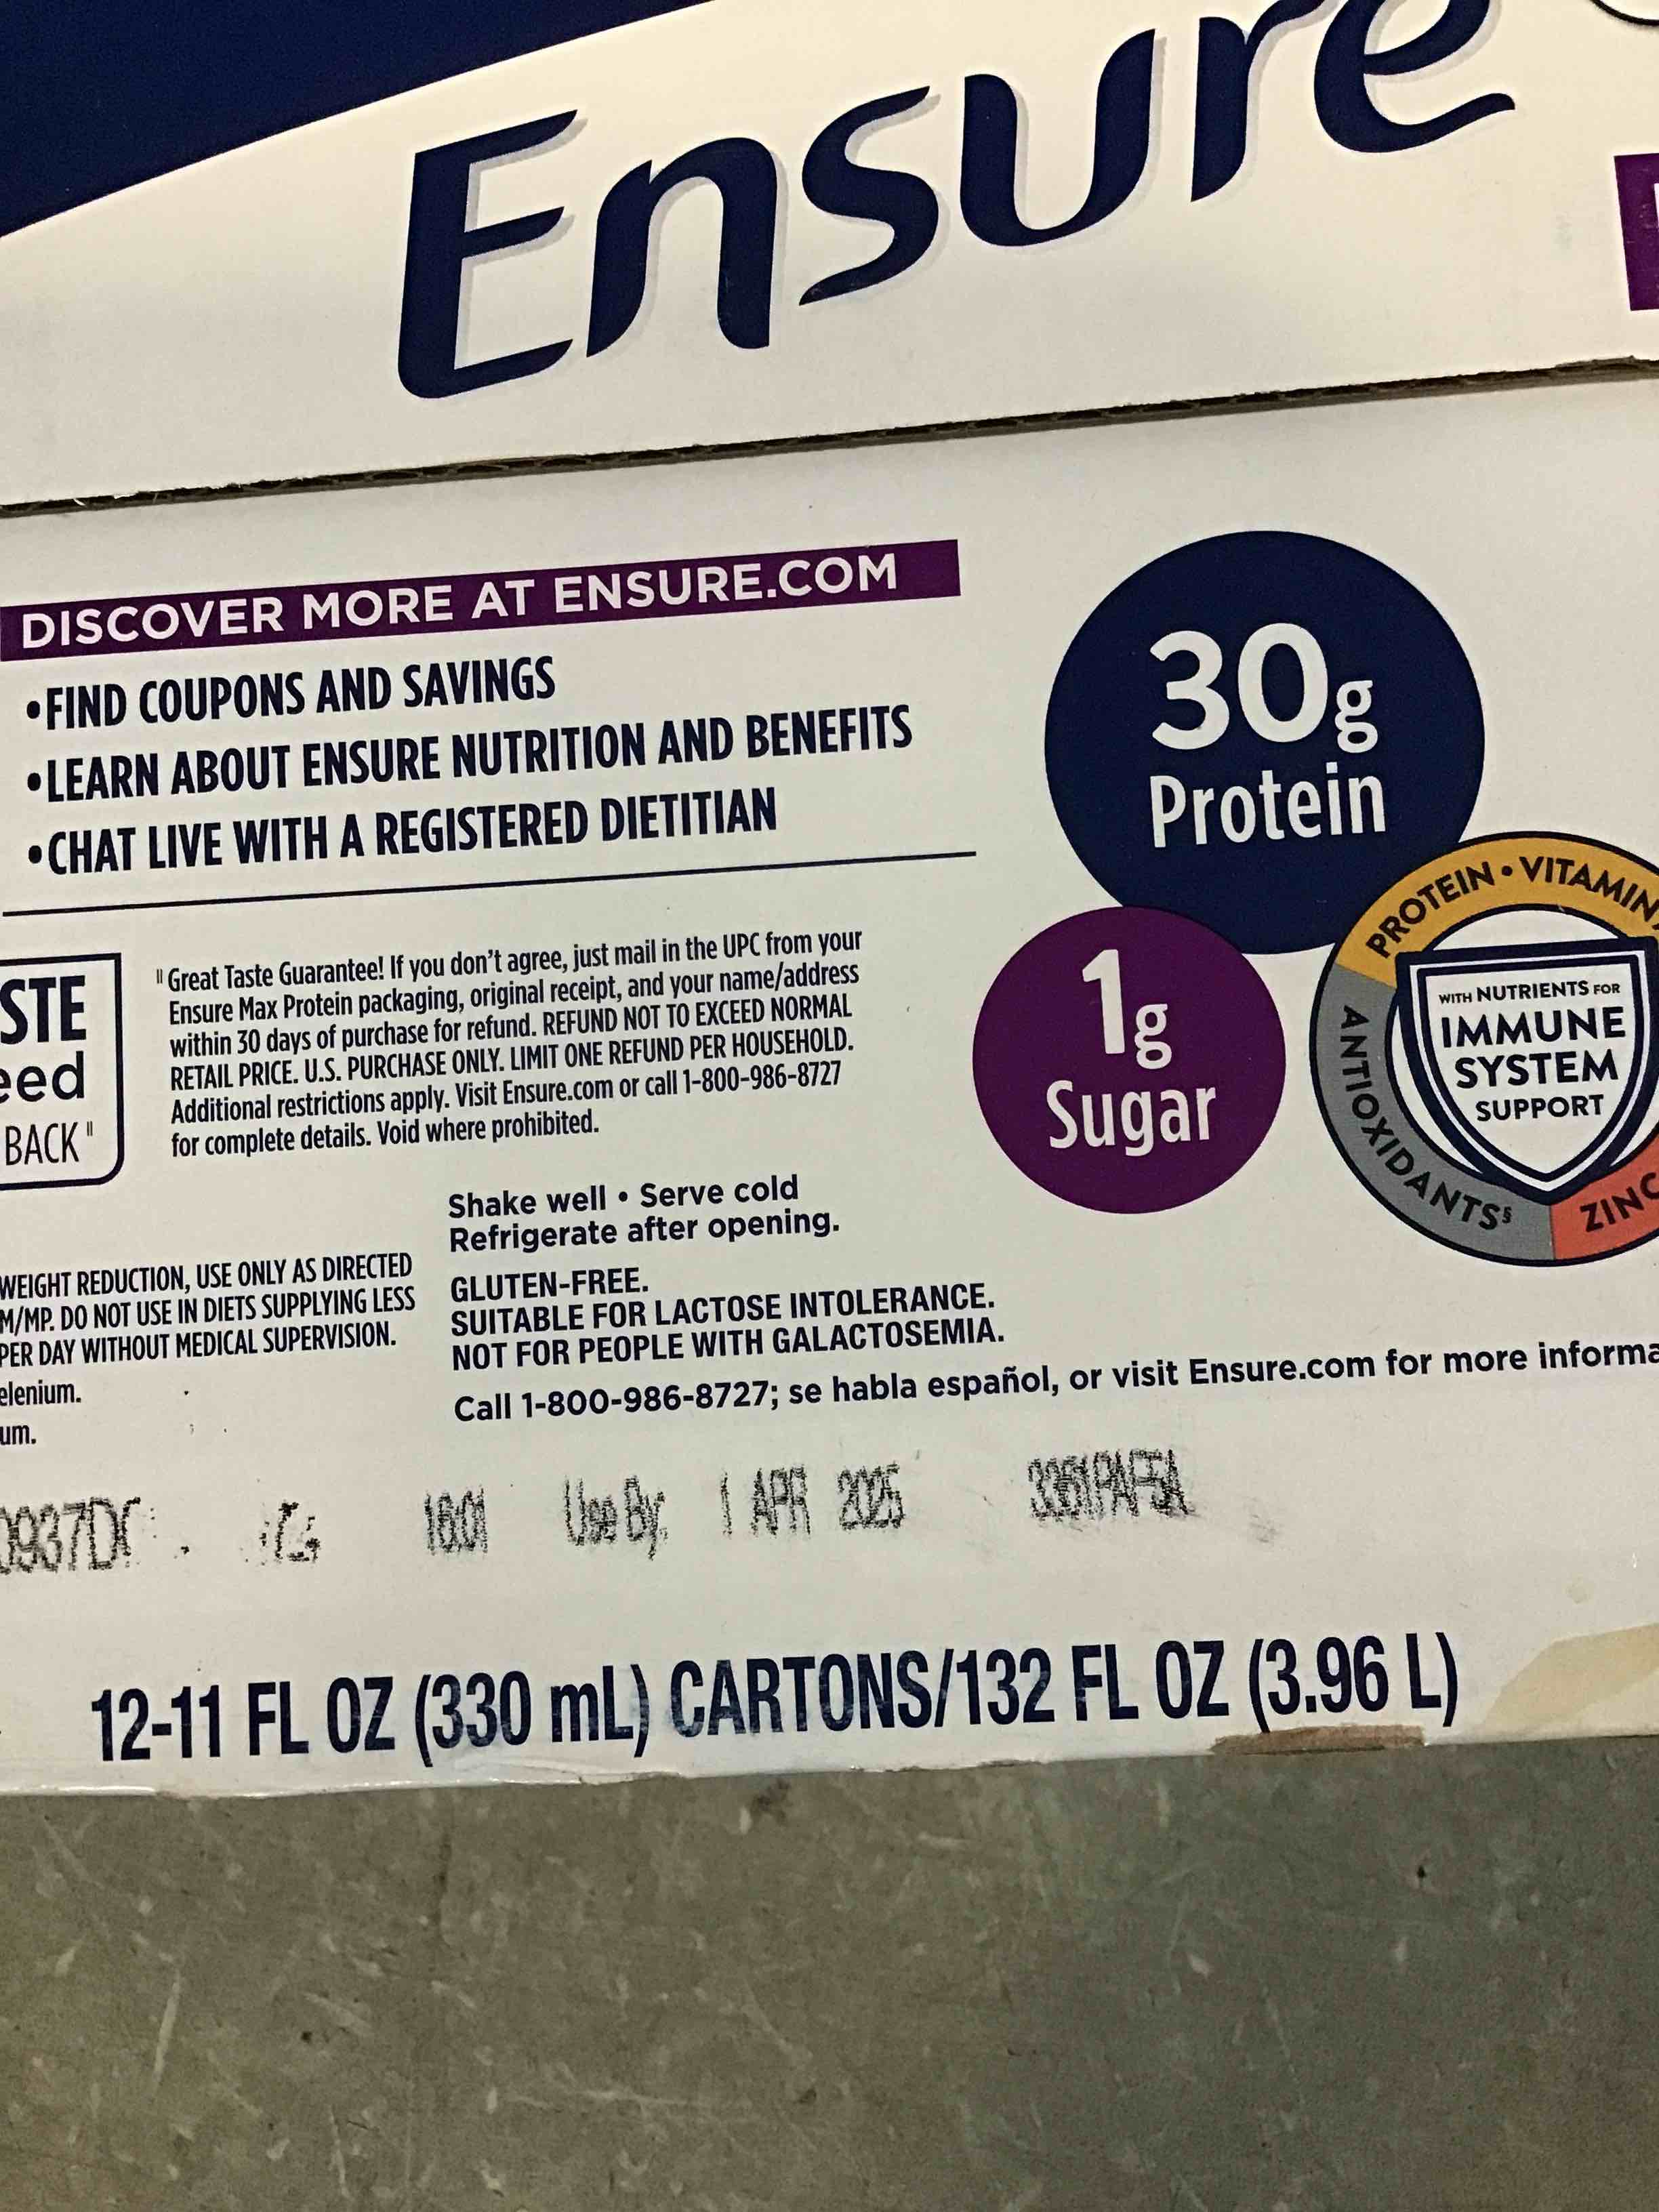 Ensure
DISCOVER MORE AT ENSURE.COM
•FIND COUPONS AND SAVINGS
•LEARN ABOUT ENSURE NUTRITION AND BENEFITS
•CHAT LIVE WITH A REGISTERED DIETITIAN
30g
Protein
1g
Sugar
PROTEIN • VITAMIN
ANTIOXIDANTS§
ZINC
WITH NUTRIENTS FOR
IMMUNE
SYSTEM
SUPPORT
STE
eed
BACK"
"Great Taste Guarantee! If you don't agree, just mail in the UPC from your
Ensure Max Protein packaging, original receipt, and your name/address
within 30 days of purchase for refund. REFUND NOT TO EXCEED NORMAL
RETAIL PRICE. U.S. PURCHASE ONLY. LIMIT ONE REFUND PER HOUSEHOLD.
Additional restrictions apply. Visit Ensure.com or call 1-800-986-8727
for complete details. Void where prohibited.
Shake well • Serve cold
Refrigerate after opening.
WEIGHT REDUCTION, USE ONLY AS DIRECTED
M/MP. DO NOT USE IN DIETS SUPPLYING LESS
PER DAY WITHOUT MEDICAL SUPERVISION.
elenium.
um.
GLUTEN-FREE.
SUITABLE FOR LACTOSE INTOLERANCE.
NOT FOR PEOPLE WITH GALACTOSEMIA.
Call 1-800-986-8727; se habla español, or visit Ensure.com for more informa
Use By: 1 APR 2025
12-11 FL OZ (330 mL) CARTONS/132 FL OZ (3.96 L)